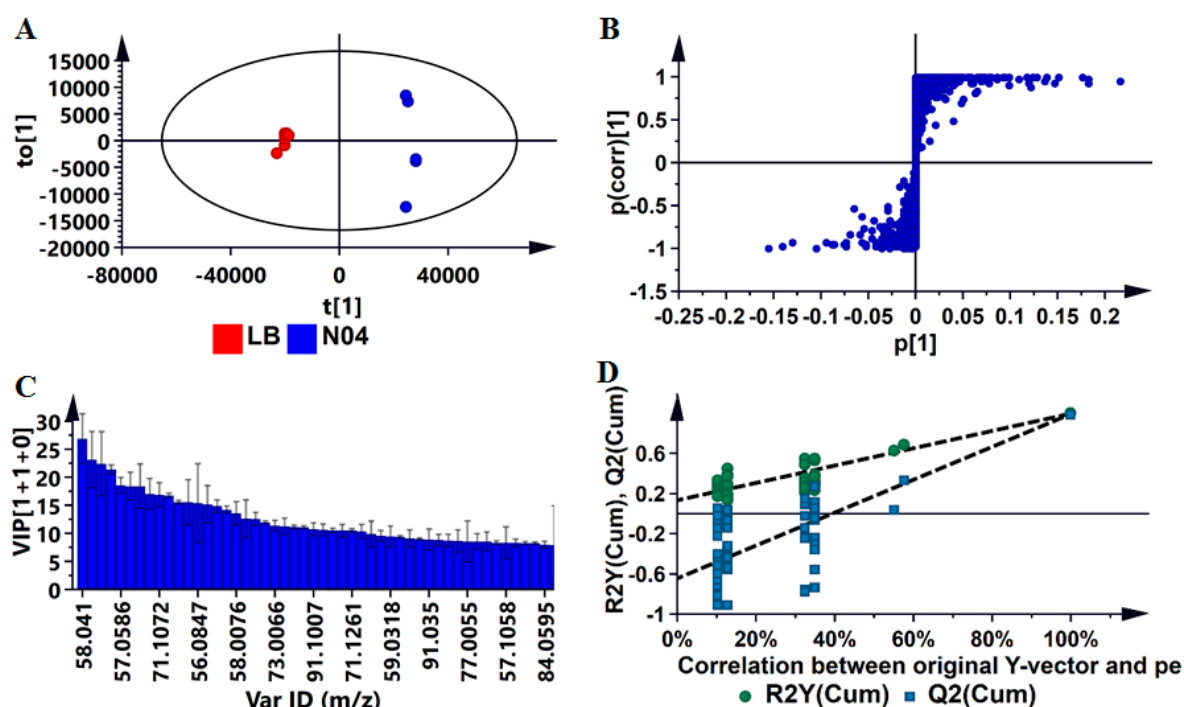 A
15000
10000
5000
0
-5000
-10000
-15000
-20000
to[1]
-80000 -40000 0 40000
t[1]
LB N04
B
1
0.5
0
-0.5
-1
-1.5
p(corr)[1]
-0.25 -0.2 -0.15 -0.1 -0.05 0 0.05 0.1 0.15 0.2
p[1]
C
30
25
20
15
10
5
0
VIP[1+1+0]
58.041 57.0586 71.1072 56.0847 58.0076 73.0066 91.1007 71.1261 59.0318 91.035 77.0055 57.1058 84.0595
Var ID (m/z)
D
0.6
0.2
-0.2
-0.6
-1
R2Y(Cum), Q2(Cum)
0% 20% 40% 60% 80% 100%
Correlation between original Y-vector and pe
R2Y(Cum) Q2(Cum)